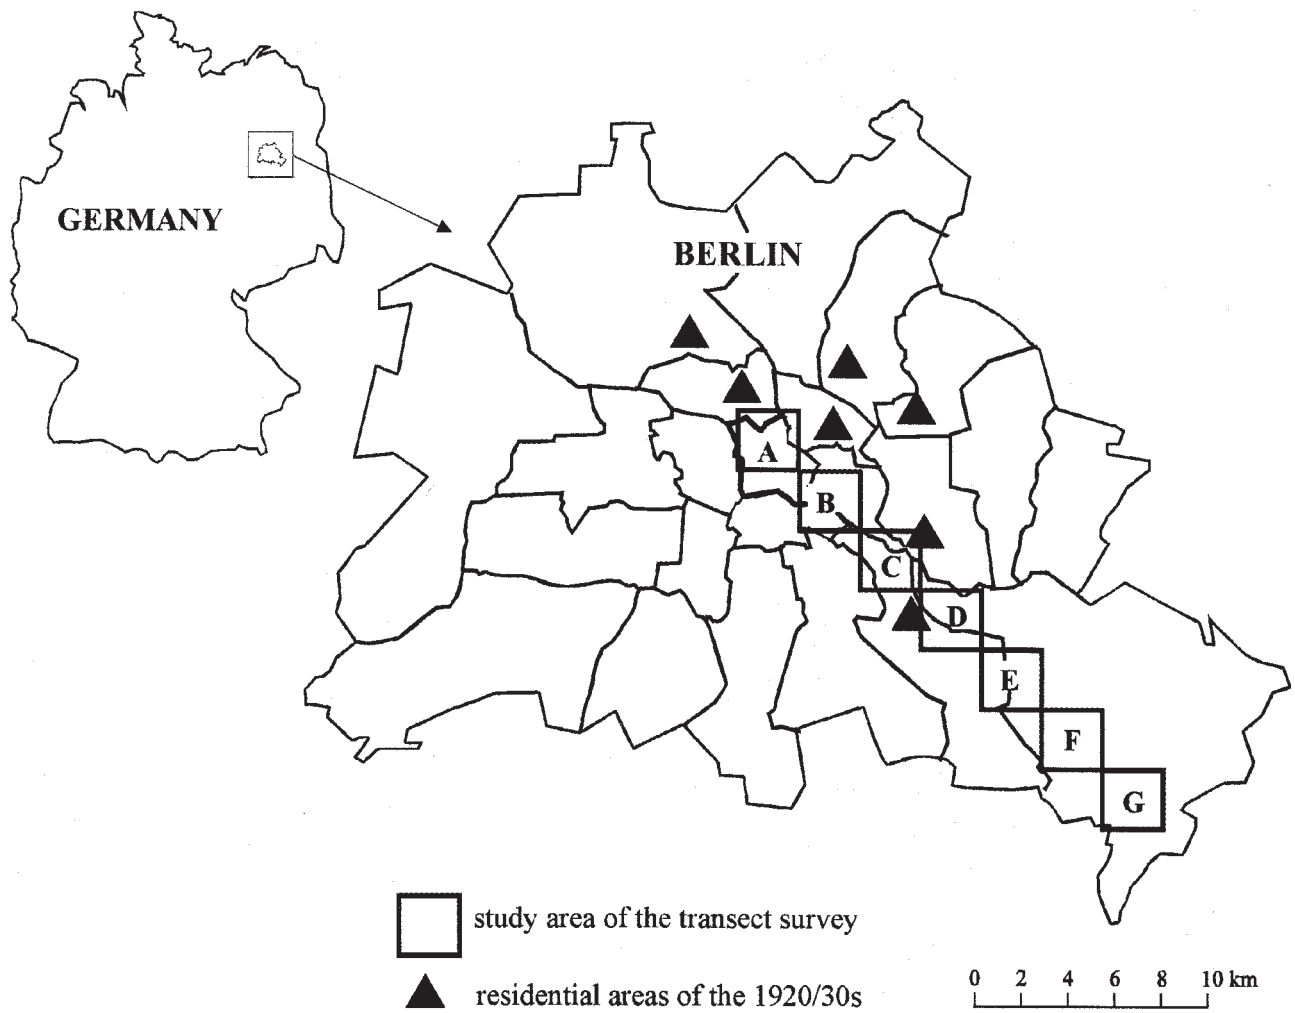 GERMANY
BERLIN
A
B
C
D
E
F
G
study area of the transect survey
residential areas of the 1920/30s
0 2 4 6 8 10 km